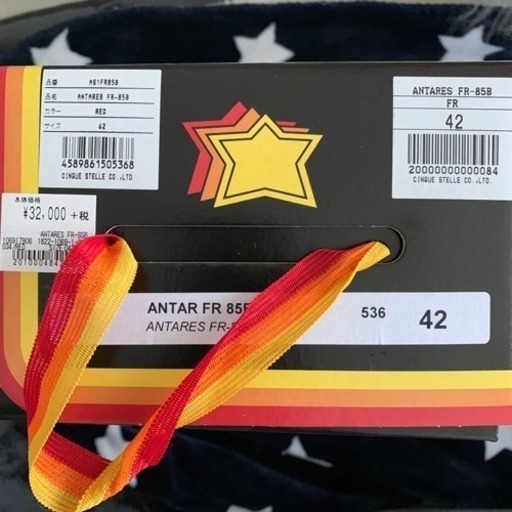 品番 AS1FR85B
品名 ANTARES FR-85B
カラー RED
サイズ 42
4589861505368
CINQUE STELLE CO.,LTD
ANTARES FR-85B
FR
42
20000000000084
CINQUE STELLE CO.,LTD
本体価格
¥32,000 +税
ANTARES FR-85B
ANTAR FR 85B 536 42
ANTARES FR-